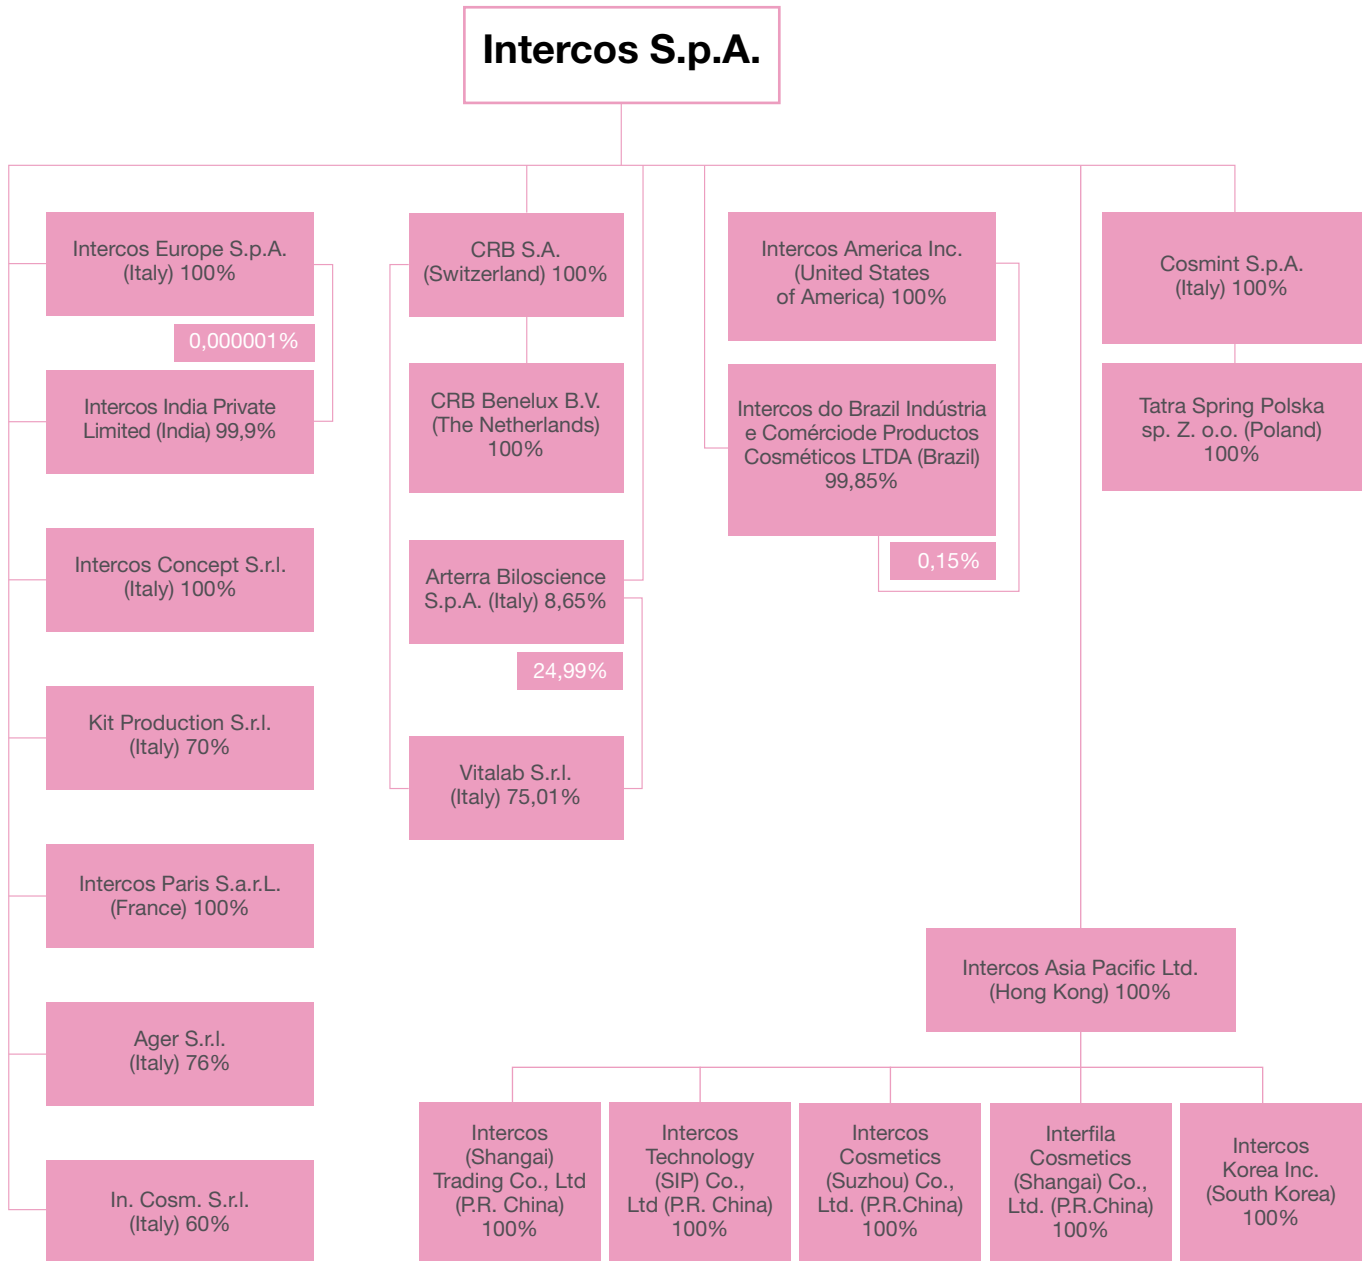 Intercos S.p.A.
Intercos Europe S.p.A.
(Italy) 100%
0,000001%
Intercos India Private
Limited (India) 99,9%
Intercos Concept S.r.l.
(Italy) 100%
Kit Production S.r.l.
(Italy) 70%
Intercos Paris S.a.r.L.
(France) 100%
Ager S.r.l.
(Italy) 76%
In. Cosm. S.r.l.
(Italy) 60%
CRB S.A.
(Switzerland) 100%
CRB Benelux B.V.
(The Netherlands)
100%
Arterra Biloscience
S.p.A. (Italy) 8,65%
24,99%
Vitalab S.r.l.
(Italy) 75,01%
Intercos America Inc.
(United States
of America) 100%
Intercos do Brazil Indústria
e Comérciode Productos
Cosméticos LTDA (Brazil)
99,85%
0,15%
Cosmint S.p.A.
(Italy) 100%
Tatra Spring Polska
sp. Z. o.o. (Poland)
100%
Intercos Asia Pacific Ltd.
(Hong Kong) 100%
Intercos
(Shangai)
Trading Co., Ltd
(P.R. China)
100%
Intercos
Technology
(SIP) Co.,
Ltd (P.R. China)
100%
Intercos
Cosmetics
(Suzhou) Co.,
Ltd. (P.R.China)
100%
Interfila
Cosmetics
(Shangai) Co.,
Ltd. (P.R.China)
100%
Intercos
Korea Inc.
(South Korea)
100%